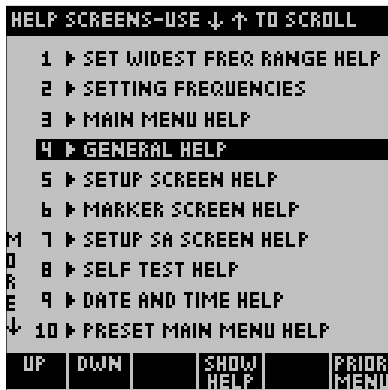 HELP SCREENS-USE ↓ ↑ TO SCROLL
1 ▶ SET WIDEST FREQ RANGE HELP
2 ▶ SETTING FREQUENCIES
3 ▶ MAIN MENU HELP
4 ▶ GENERAL HELP
5 ▶ SETUP SCREEN HELP
6 ▶ MARKER SCREEN HELP
7 ▶ SETUP SA SCREEN HELP
8 ▶ SELF TEST HELP
9 ▶ DATE AND TIME HELP
10 ▶ PRESET MAIN MENU HELP
MORE ↓
UP DWN SHOW HELP PRIOR MENU